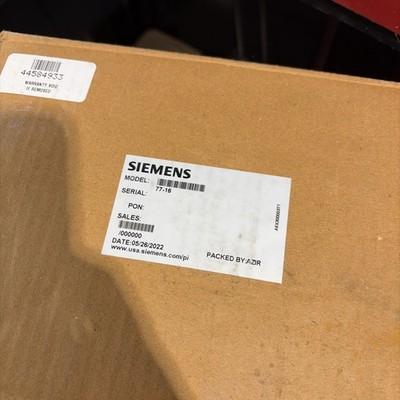 44584933
WARRANTY VOID
IF REMOVED
SIEMENS
MODEL:
77-16
SERIAL:
PON:
SALES:
/000000
DATE:05/26/2022
www.usa.siemens.com/pi
PACKED BY:AZIR